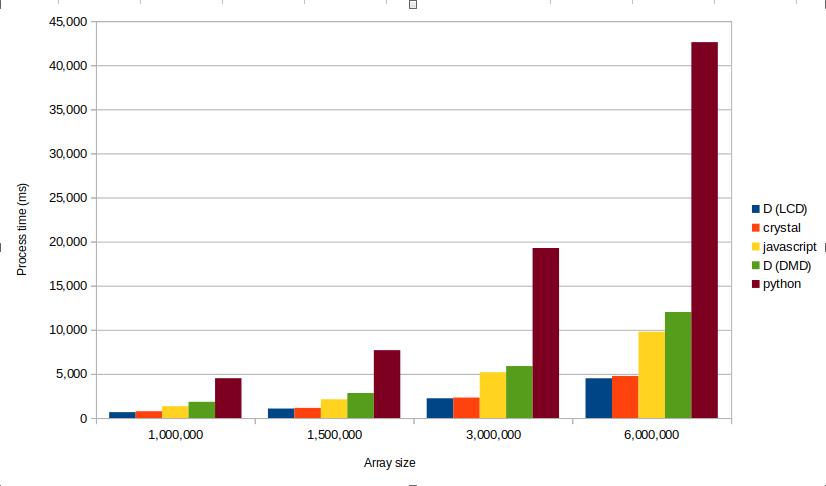 45,000
40,000
35,000
30,000
25,000
20,000
15,000
10,000
5,000
0
Process time (ms)
1,000,000
1,500,000
3,000,000
6,000,000
Array size
D (LCD)
crystal
javascript
D (DMD)
python